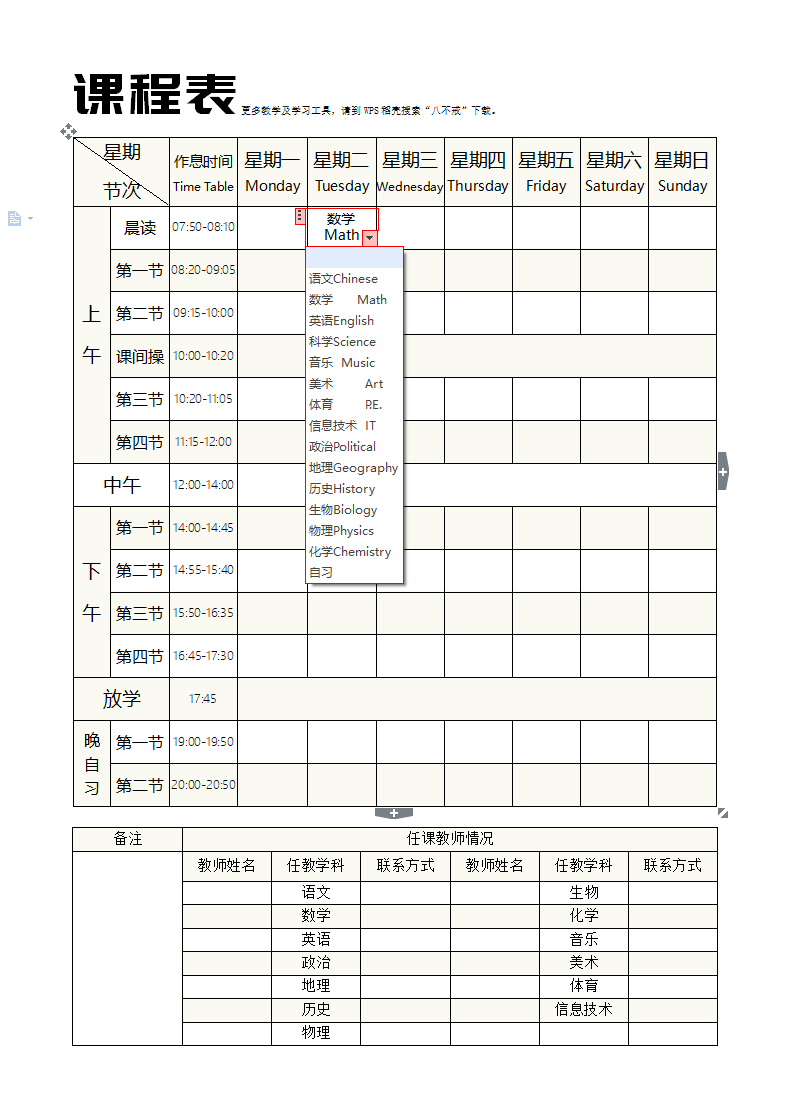 课程表 更多教学及学习工具，请到 WPS 稻壳搜索“八不戒”下载。
星期
节次
作息时间
Time Table
星期一
Monday
星期二
Tuesday
星期三
Wednesday
星期四
Thursday
星期五
Friday
星期六
Saturday
星期日
Sunday
上午
晨读 07:50-08:10
数学
Math
第一节 08:20-09:05
第二节 09:15-10:00
课间操 10:00-10:20
第三节 10:20-11:05
第四节 11:15-12:00
语文Chinese
数学 Math
英语English
科学Science
音乐 Music
美术 Art
体育 P.E.
信息技术 IT
政治Political
地理Geography
历史History
生物Biology
物理Physics
化学Chemistry
自习
中午 12:00-14:00
下午
第一节 14:00-14:45
第二节 14:55-15:40
第三节 15:50-16:35
第四节 16:45-17:30
放学 17:45
晚自习
第一节 19:00-19:50
第二节 20:00-20:50
备注 任课教师情况
教师姓名 任教学科 联系方式 教师姓名 任教学科 联系方式
语文 生物
数学 化学
英语 音乐
政治 美术
地理 体育
历史 信息技术
物理